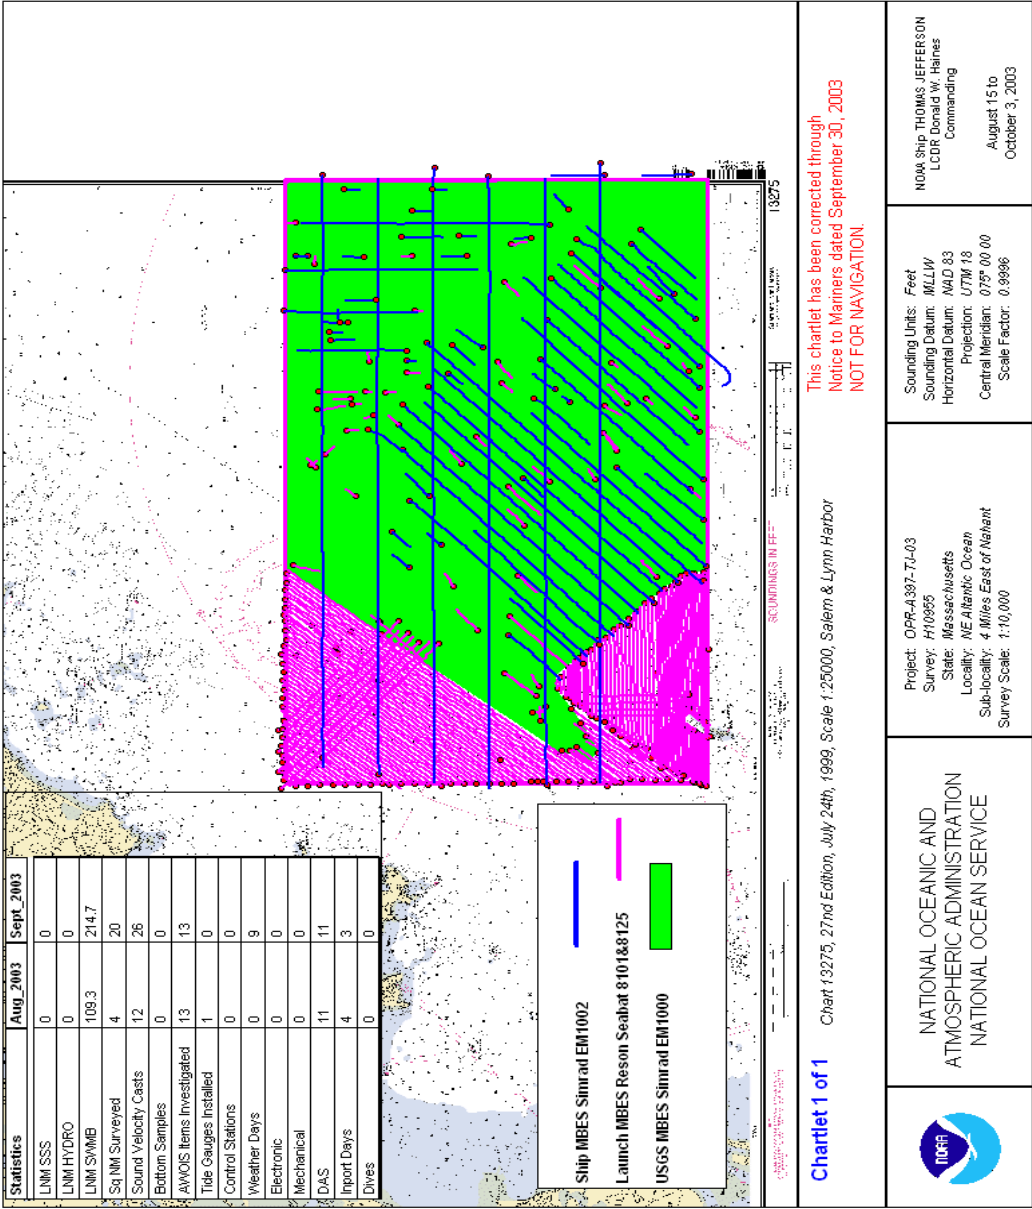 Statistics Aug_2003 Sept_2003
LNM SSS 0 0
LNM HYDRO 0 0
LNM SWMB 109.3 214.7
Sq NM Surveyed 4 20
Sound Velocity Casts 12 26
Bottom Samples 0 0
AWOIS Items Investigated 13 13
Tide Gauges Installed 1 0
Control Stations 0 0
Weather Days 0 9
Electronic 0 0
Mechanical 0 0
DAS 11 11
Inport Days 4 3
Dives 0 0
Ship MBES Simrad EM1002
Launch MBES Reson Seabat 8101&8125
USGS MBES Simrad EM1000
SOUNDINGS IN FEET
13275
Chartlet 1 of 1
Chart 13275, 27nd Edition, July 24th, 1999, Scale 1:25000, Salem & Lynn Harbor
This chartlet has been corrected through
Notice to Mariners dated September 30, 2003
NOT FOR NAVIGATION.
NOAA
NATIONAL OCEANIC AND
ATMOSPHERIC ADMINISTRATION
NATIONAL OCEAN SERVICE
Project: OPR-A397-TJ-03
Survey: H10955
State: Massachusetts
Locality: NE Atlantic Ocean
Sub-locality: 4 Miles East of Nahant
Survey Scale: 1:10,000
Sounding Units: Feet
Sounding Datum: MLLW
Horizontal Datum: NAD 83
Projection: UTM 18
Central Meridian: 075° 00 00
Scale Factor: 0.9996
NOAA Ship THOMAS JEFFERSON
LCDR Donald W. Haines
Commanding
August 15 to
October 3, 2003